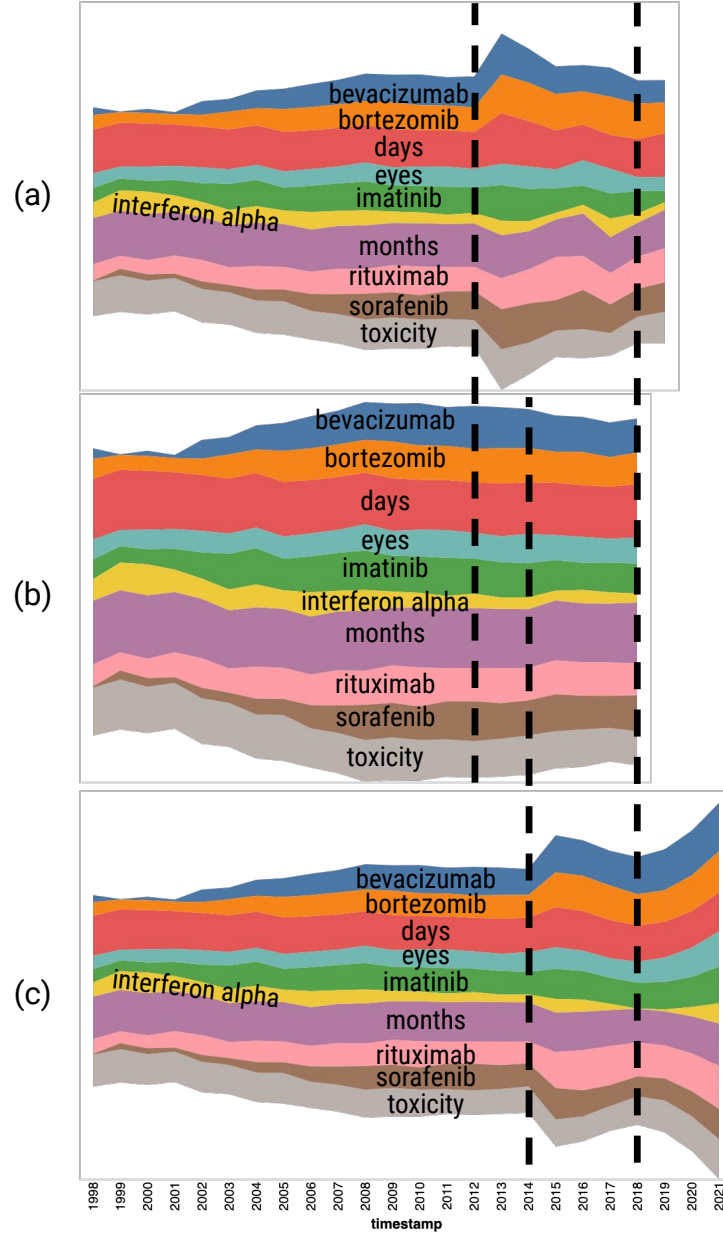 (a)
bevacizumab
bortezomib
days
eyes
imatinib
interferon alpha
months
rituximab
sorafenib
toxicity
(b)
bevacizumab
bortezomib
days
eyes
imatinib
interferon alpha
months
rituximab
sorafenib
toxicity
(c)
bevacizumab
bortezomib
days
eyes
imatinib
interferon alpha
months
rituximab
sorafenib
toxicity
1998 1999 2000 2001 2002 2003 2004 2005 2006 2007 2008 2009 2010 2011 2012 2013 2014 2015 2016 2017 2018 2019 2020 2021
timestamp